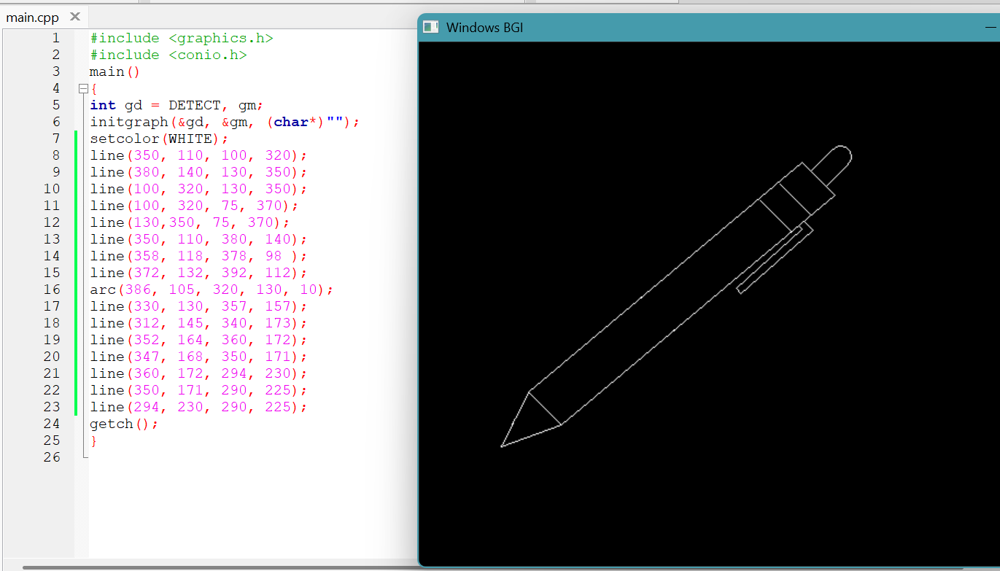 main.cpp
Windows BGI
1 #include <graphics.h>
2 #include <conio.h>
3 main()
4 {
5 int gd = DETECT, gm;
6 initgraph(&gd, &gm, (char*)"");
7 setcolor(WHITE);
8 line(350, 110, 100, 320);
9 line(380, 140, 130, 350);
10 line(100, 320, 130, 350);
11 line(100, 320, 75, 370);
12 line(130,350, 75, 370);
13 line(350, 110, 380, 140);
14 line(358, 118, 378, 98 );
15 line(372, 132, 392, 112);
16 arc(386, 105, 320, 130, 10);
17 line(330, 130, 357, 157);
18 line(312, 145, 340, 173);
19 line(352, 164, 360, 172);
20 line(347, 168, 350, 171);
21 line(360, 172, 294, 230);
22 line(350, 171, 290, 225);
23 line(294, 230, 290, 225);
24 getch();
25 }
26